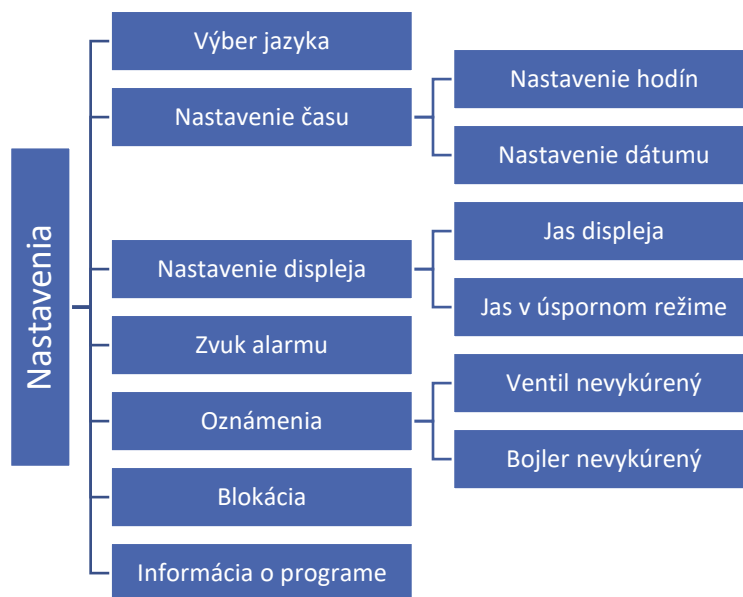 Nastavenia
Výber jazyka
Nastavenie času
Nastavenie hodín
Nastavenie dátumu
Nastavenie displeja
Jas displeja
Jas v úspornom režime
Zvuk alarmu
Oznámenia
Ventil nevykúrený
Bojler nevykúrený
Blokácia
Informácia o programe